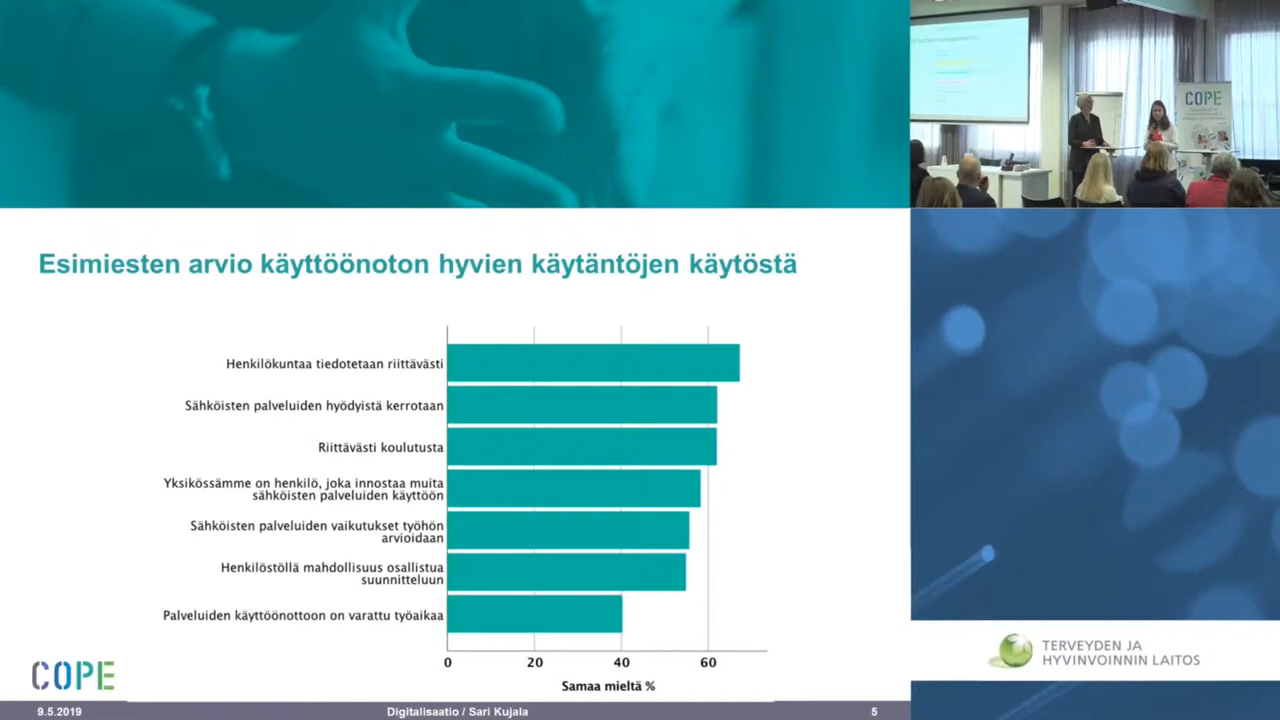 COPE
Esimiesten arvio käyttöönoton hyvien käytäntöjen käytöstä
Henkilökuntaa tiedotetaan riittävästi
Sähköisten palveluiden hyödyistä kerrotaan
Riittävästi koulutusta
Yksikössämme on henkilö, joka innostaa muita
sähköisten palveluiden käyttöön
Sähköisten palveluiden vaikutukset työhön
arvioidaan
Henkilöstöllä mahdollisuus osallistua
suunnitteluun
Palveluiden käyttöönottoon on varattu työaikaa
0 20 40 60
Samaa mieltä %
COPE
9.5.2019 Digitalisaatio / Sari Kujala 5
TERVEYDEN JA
HYVINVOINNIN LAITOS